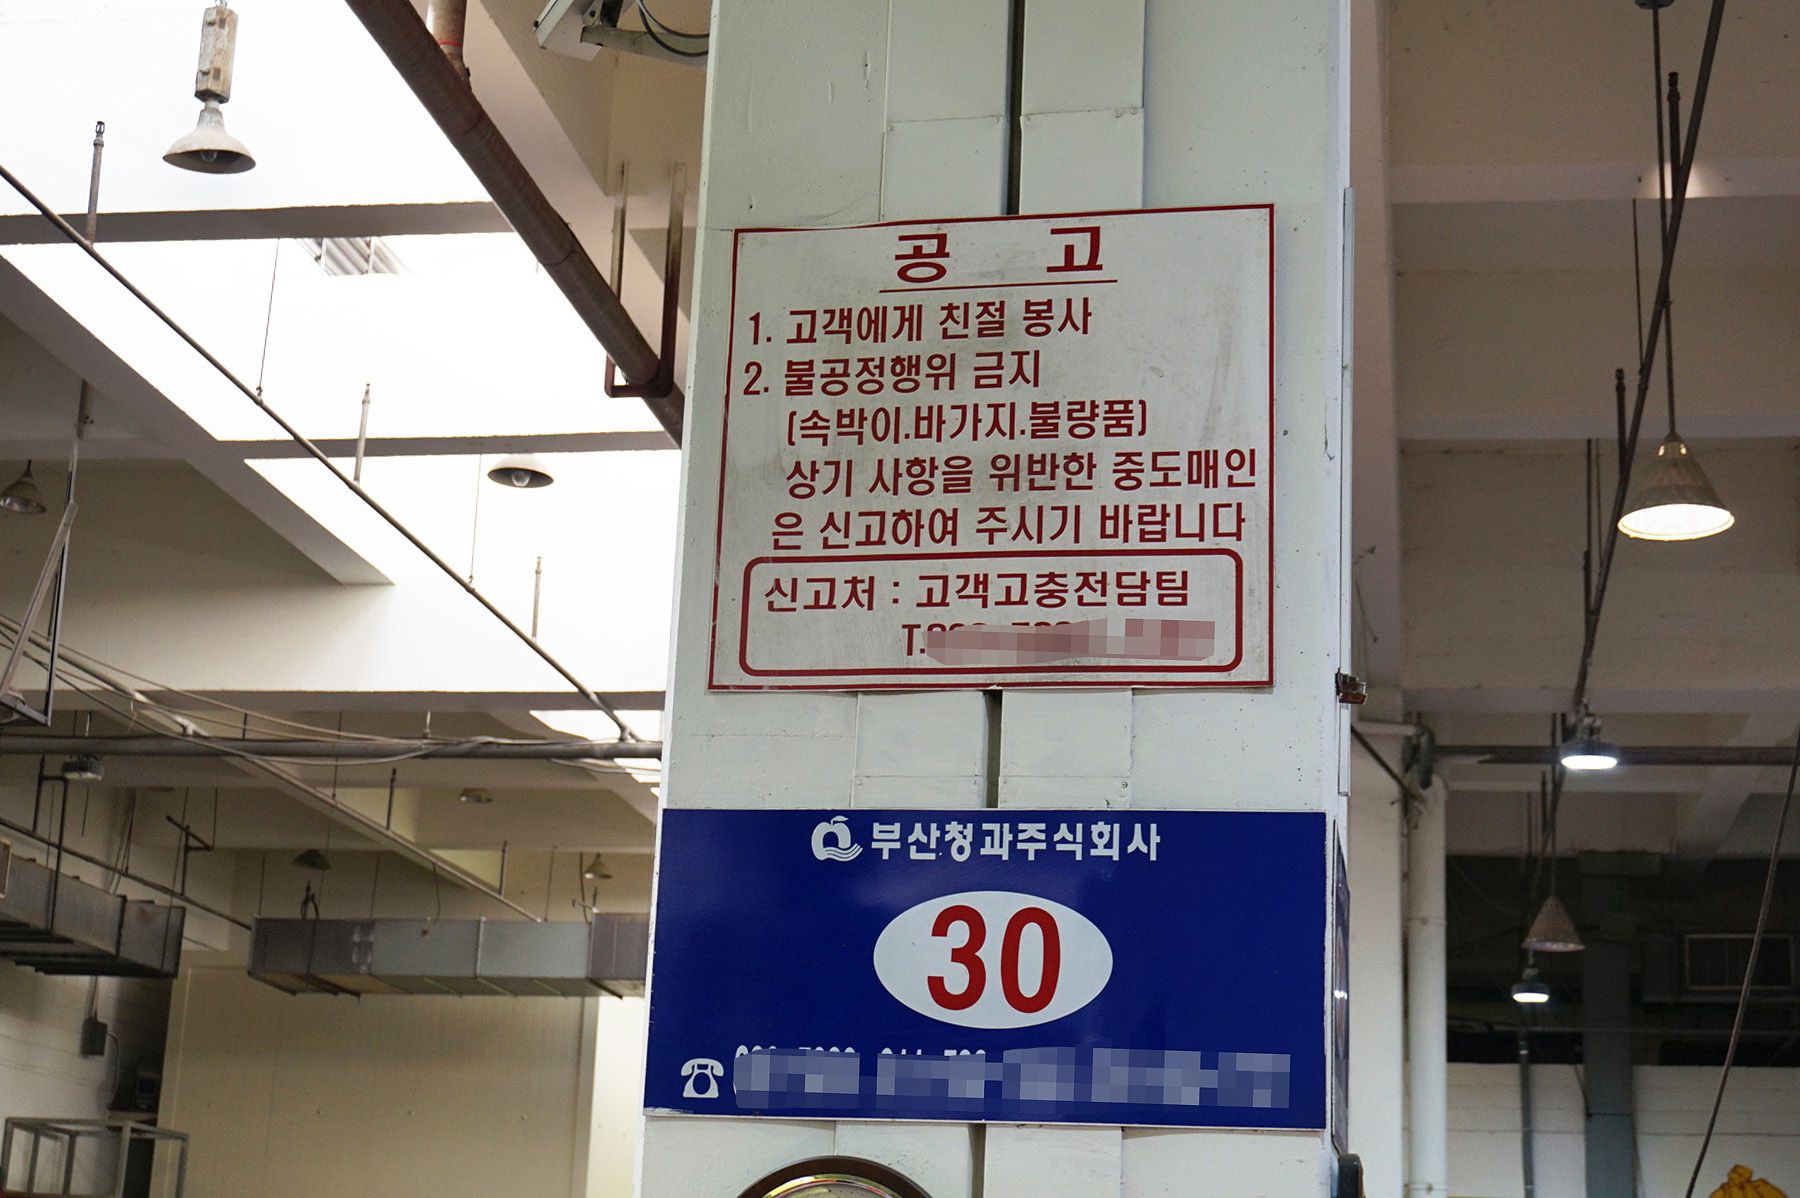 공 고
1. 고객에게 친절 봉사
2. 불공정행위 금지
(속박이.바가지.불량품)
상기 사항을 위반한 중도매인
은 신고하여 주시기 바랍니다
신고처 : 고객고충전담팀
T.
부산청과주식회사
30